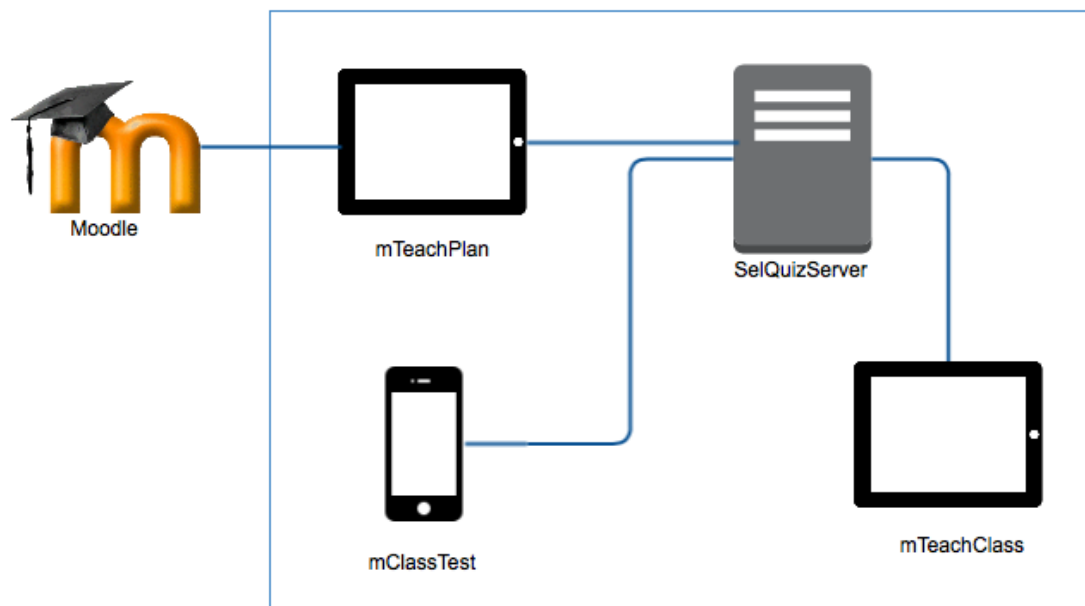 m
Moodle
mTeachPlan
SelQuizServer
mClassTest
mTeachClass